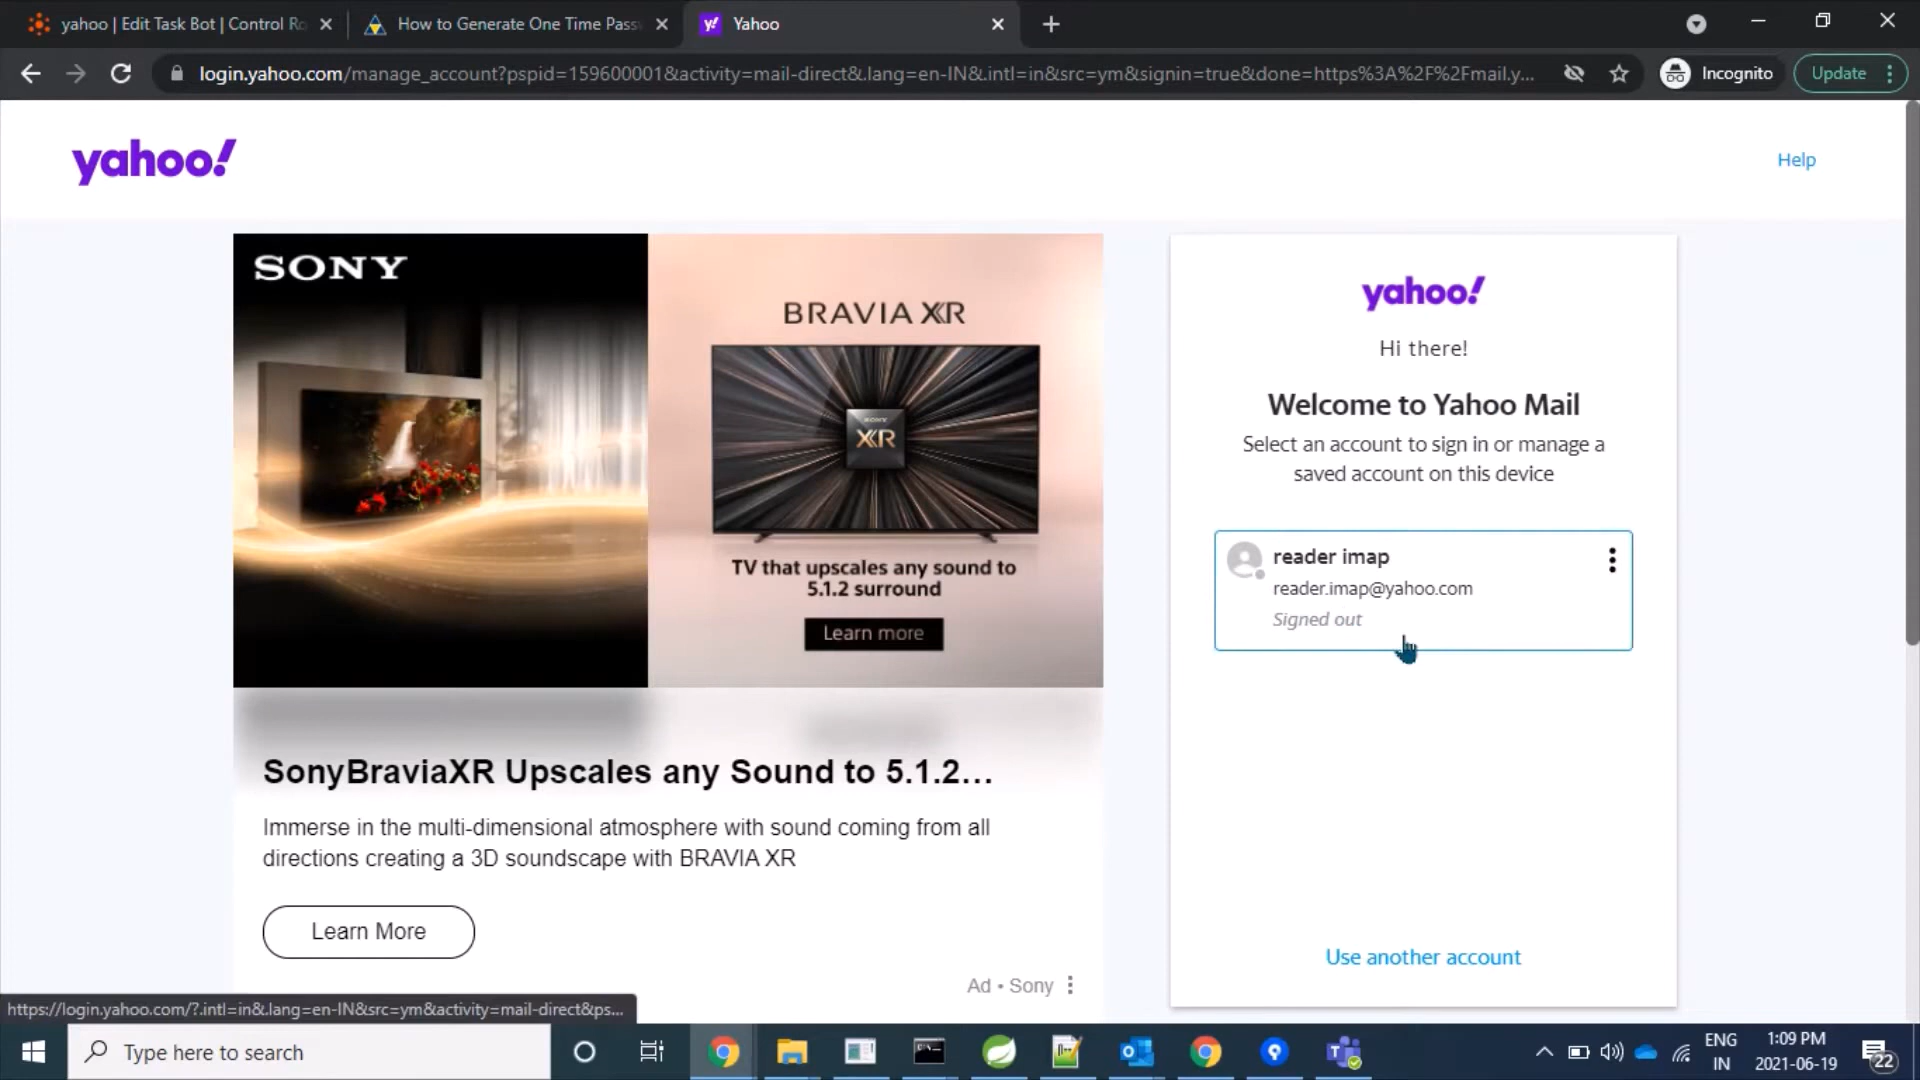 yahoo | Edit Task Bot | Control Ro
How to Generate One Time Pass
Yahoo
login.yahoo.com/manage_account?pspid=159600001&activity=mail-direct&.lang=en-IN&.intl=in&src=ym&signin=true&done=https%3A%2F%2Fmail.y...
Incognito
Update
yahoo!
Help
SONY
BRAVIA XR
SONY
XR
TV that upscales any sound to
5.1.2 surround
Learn more
SonyBraviaXR Upscales any Sound to 5.1.2...
Immerse in the multi-dimensional atmosphere with sound coming from all
directions creating a 3D soundscape with BRAVIA XR
Learn More
Ad • Sony
yahoo!
Hi there!
Welcome to Yahoo Mail
Select an account to sign in or manage a
saved account on this device
reader imap
reader.imap@yahoo.com
Signed out
Use another account
https://login.yahoo.com/?.intl=in&.lang=en-IN&src=ym&activity=mail-direct&ps...
Type here to search
ENG
IN
1:09 PM
2021-06-19
22